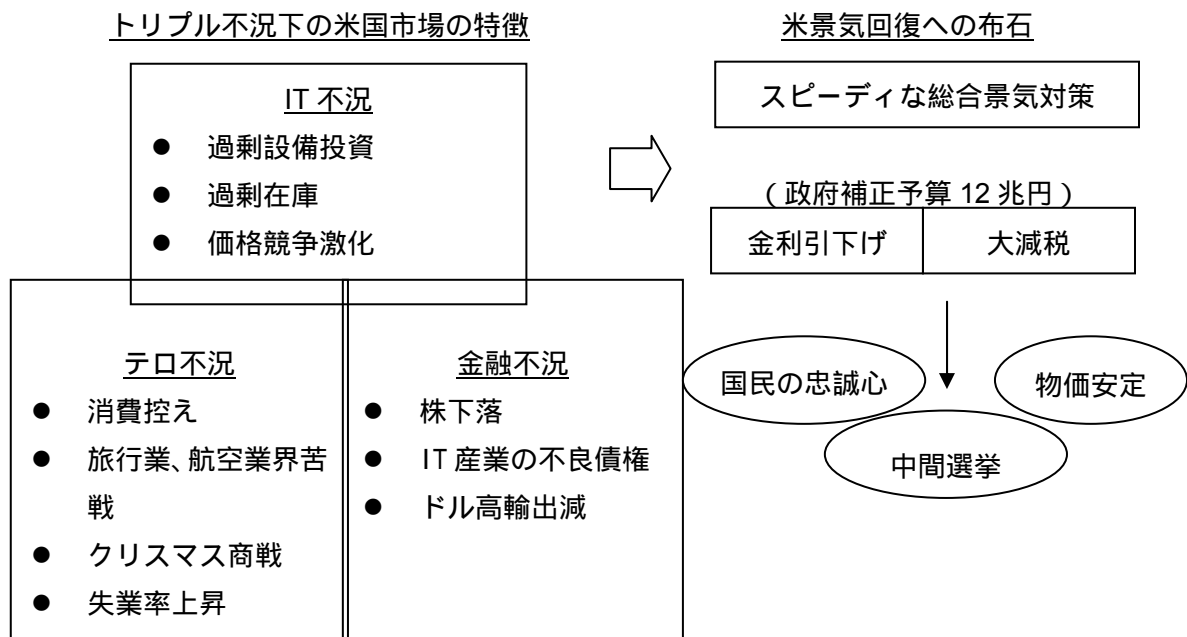 トリプル不況下の米国市場の特徴
IT 不況
● 過剰設備投資
● 過剰在庫
● 価格競争激化
テロ不況
● 消費控え
● 旅行業、航空業界苦
戦
● クリスマス商戦
● 失業率上昇
金融不況
● 株下落
● IT 産業の不良債権
● ドル高輸出減
米景気回復への布石
スピーディな総合景気対策
（政府補正予算 12 兆円）
金利引下げ
大減税
国民の忠誠心
物価安定
中間選挙